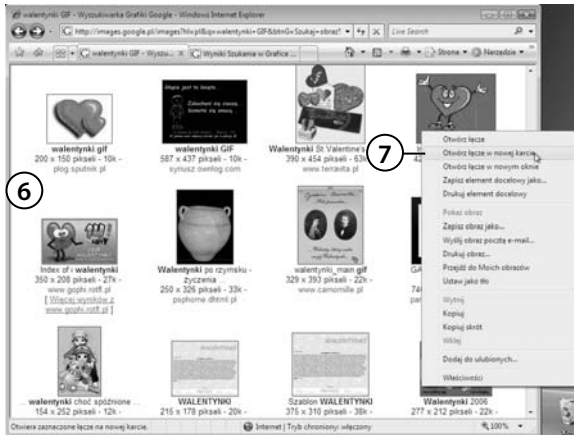 walentynki GIF - Wyszukiwarka Grafiki Google - Windows Internet Explorer
http://images.google.pl/images?hl=pl&q=walentynki+GIF&btnG=Szukaj+obraz
Live Search
walentynki GIF - Wyszu...
Wyniki Szukania w Grafice
Strona
Narzędzia
walentynki gif
200 x 150 pikseli - 10k -
plog.sputnik.pl
walentynki GIF
587 x 437 pikseli - 10k -
syriusz.ownlog.com
Walentynki St Valentine's
390 x 454 pikseli - 63k
www.terravita.pl
6
7
Otwórz łącze
Otwórz łącze w nowej karcie
Otwórz łącze w nowym oknie
Zapisz element docelowy jako...
Drukuj element docelowy
Pokaż obraz
Zapisz obraz jako...
Wyślij obraz pocztą e-mail...
Drukuj obraz...
Przejdź do Moich obrazów
Ustaw jako tło
Wytnij
Kopiuj
Kopiuj skrót
Wklej
Dodaj do ulubionych...
Właściwości
Index of i walentynki
350 x 208 pikseli - 27k -
www.gophi.rotfl.pl
[ Więcej wyników z
www.gophi.rotfl.pl ]
Walentynki po rzymsku -
życzenia ...
250 x 326 pikseli - 33k -
psphome.dhtml.pl
walentynki_main gif
329 x 393 pikseli - 22k -
www.camomille.pl
... walentynki choć spóźnione ...
154 x 252 pikseli - 12k -
WALENTYNKI
215 x 178 pikseli - 20k -
Szablon WALENTYNKI
375 x 310 pikseli - 38k -
Walentynki 2006
277 x 212 pikseli - 22k -
Otwiera zaznaczone łącze na nowej karcie.
Internet | Tryb chroniony: włączony
100%